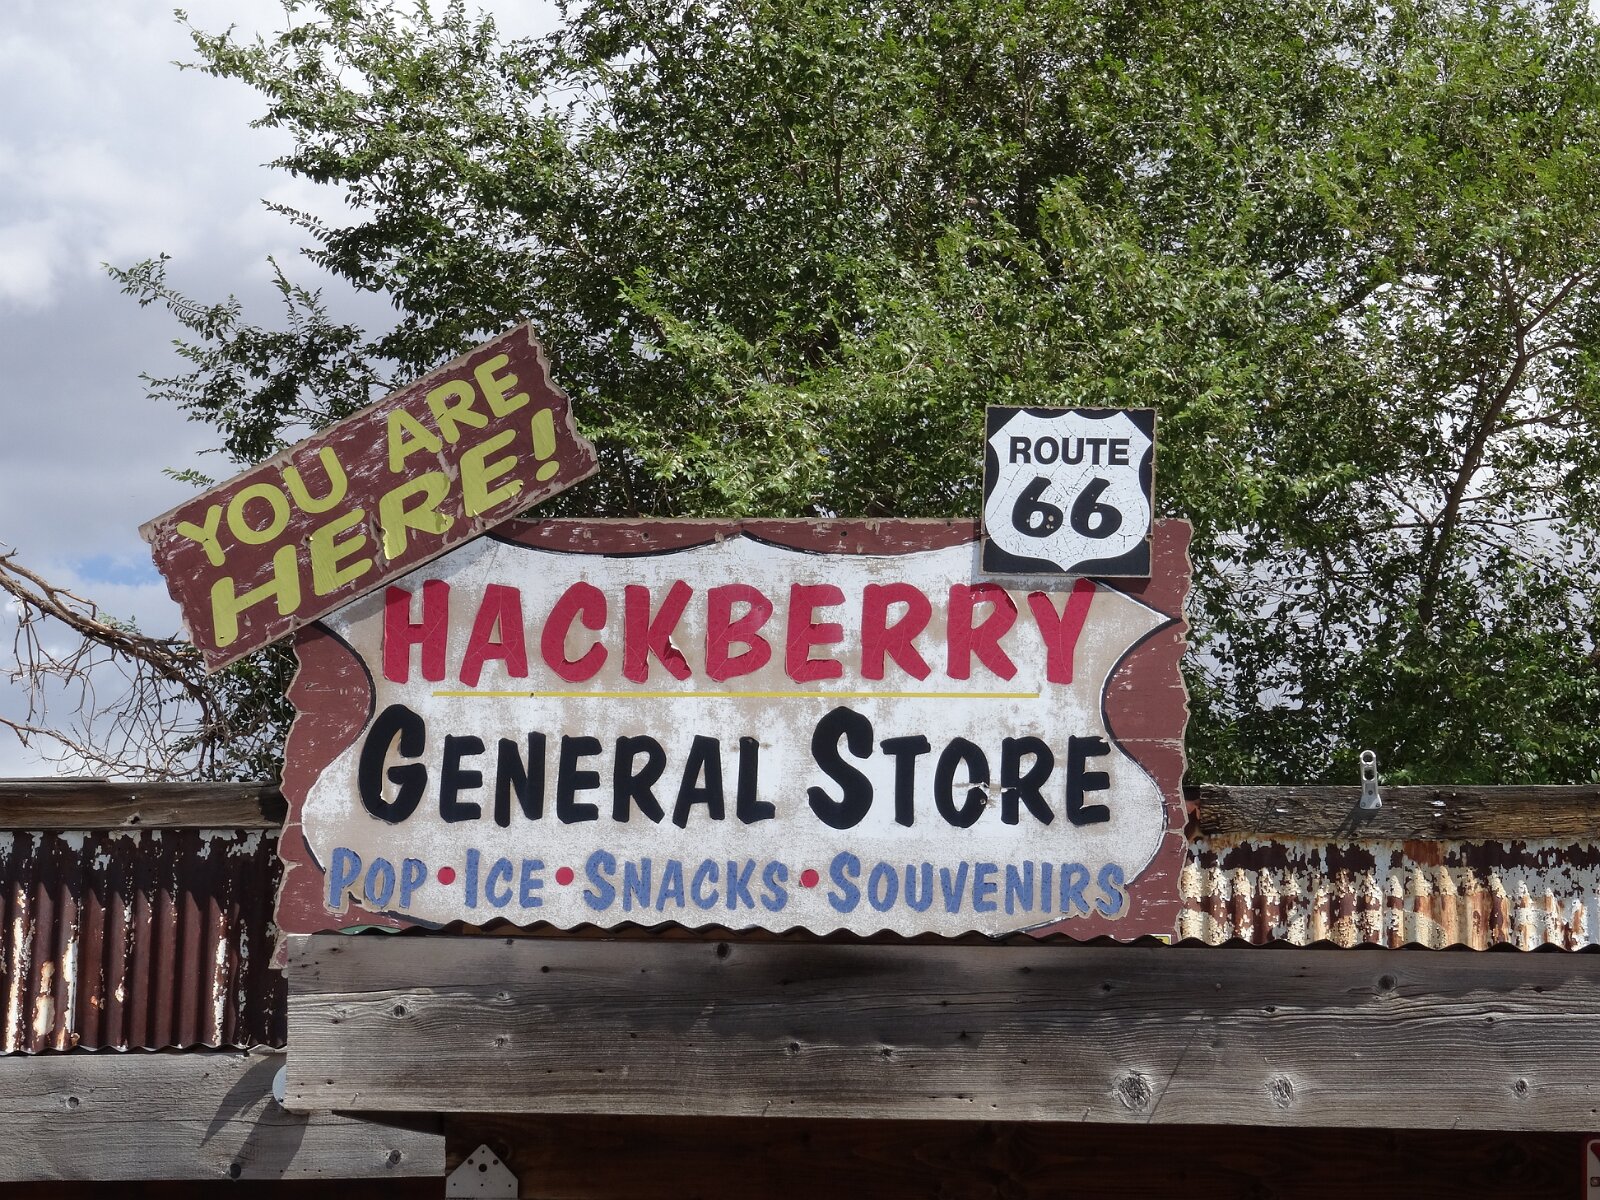 YOU ARE
HERE!
ROUTE
66
HACKBERRY
GENERAL STORE
POP • ICE • SNACKS • SOUVENIRS